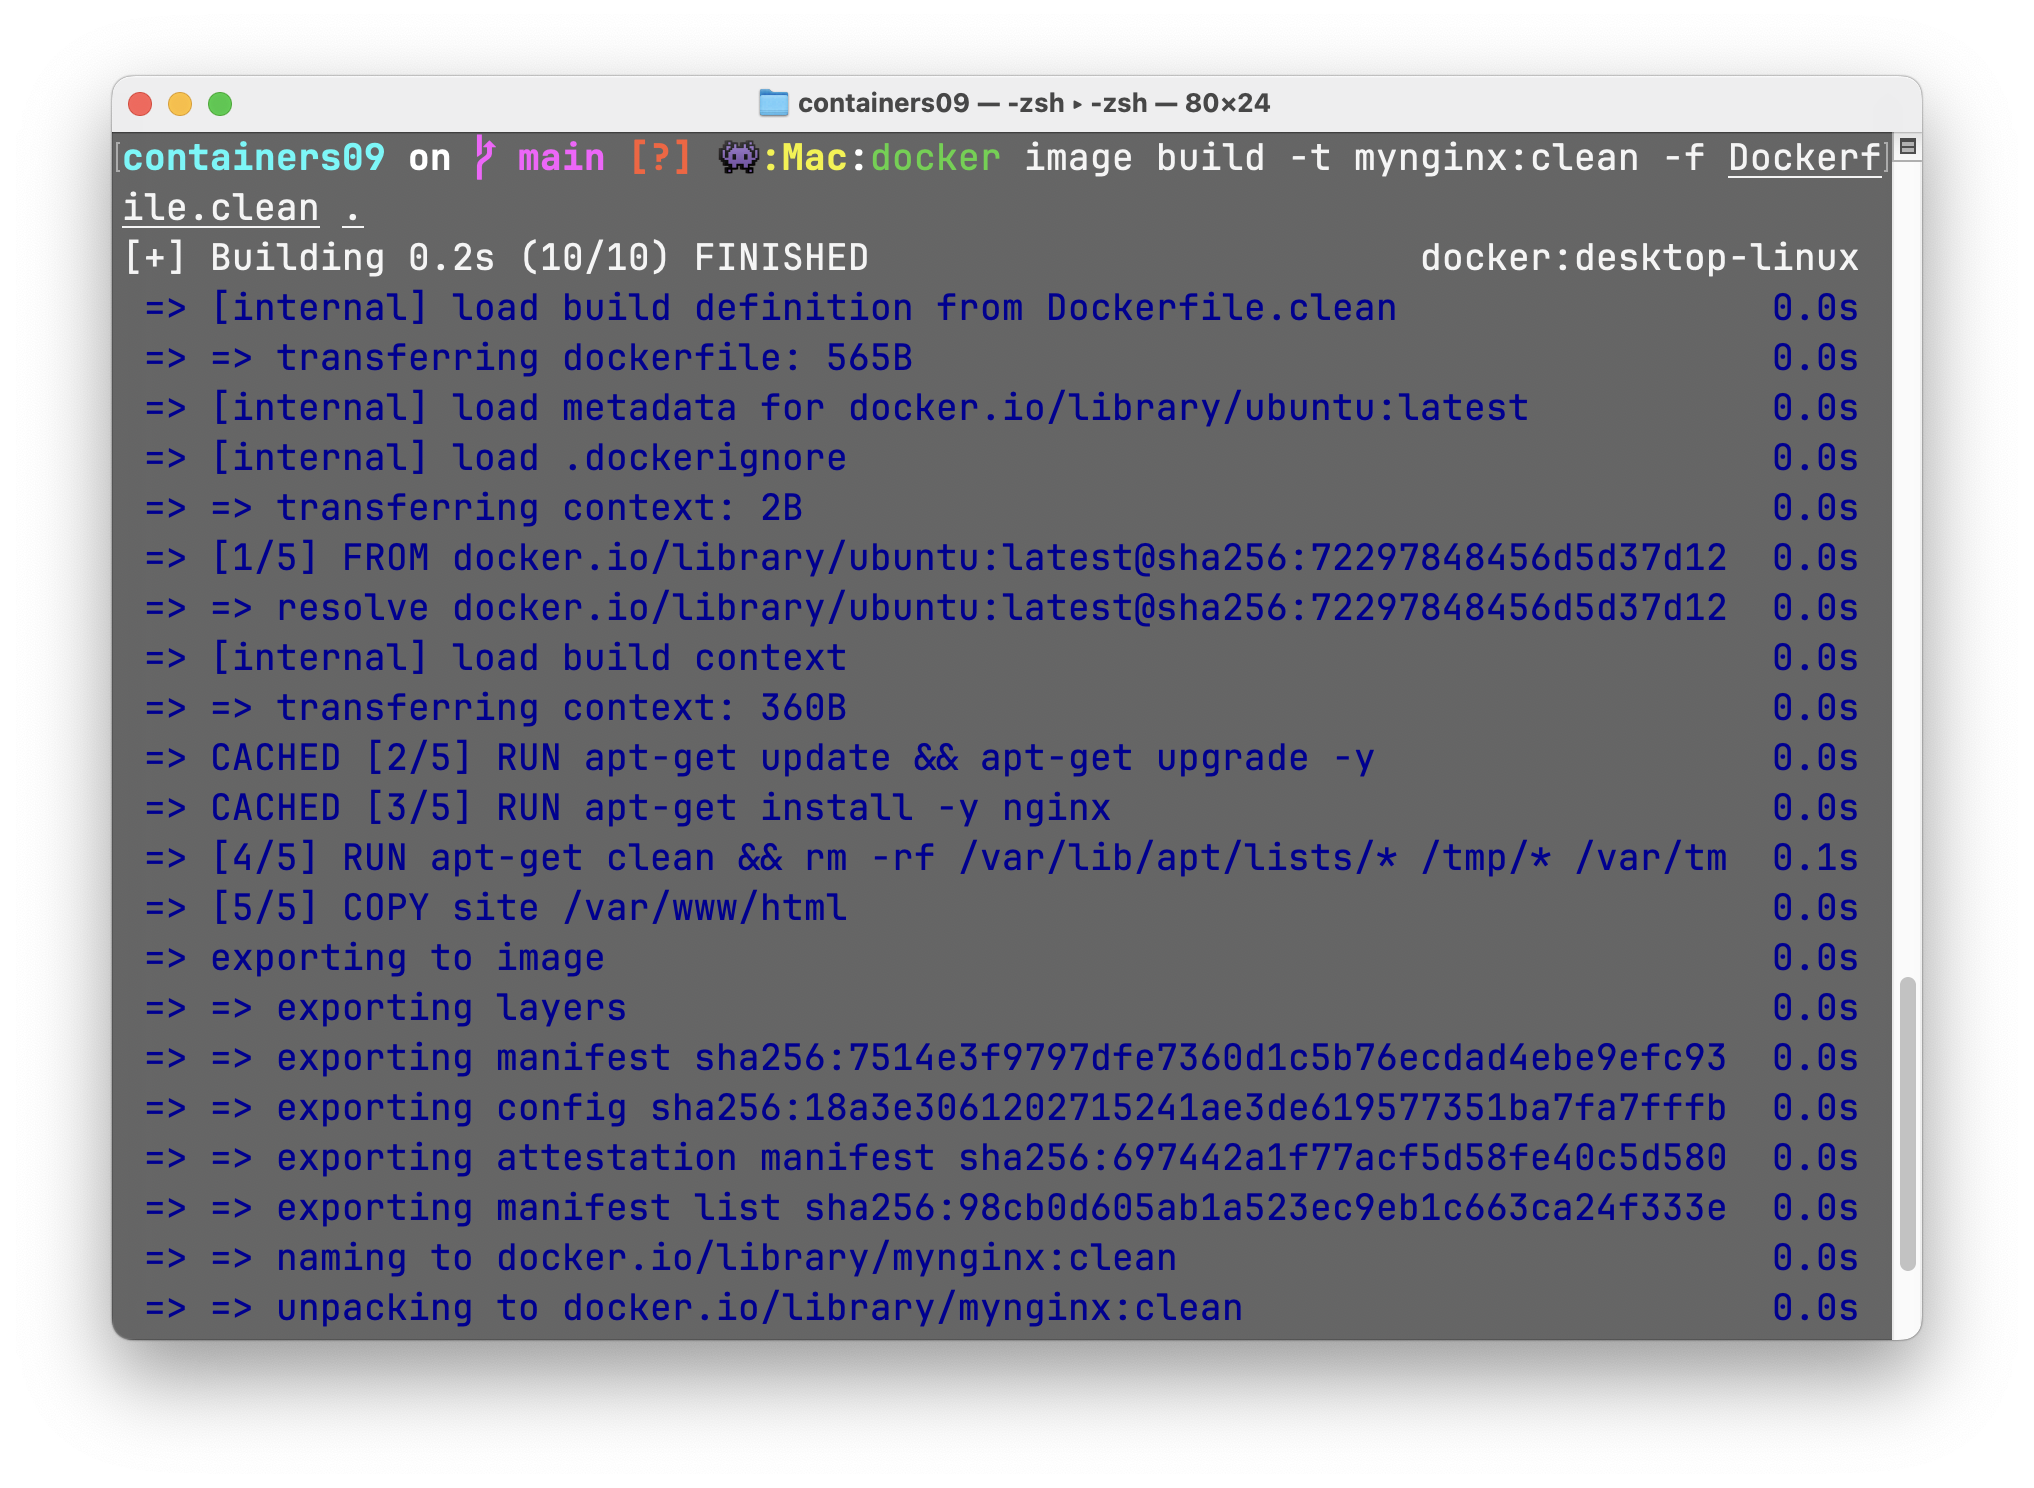 containers09 — -zsh ▸ -zsh — 80×24
containers09 on main [?] 👾:Mac:docker image build -t mynginx:clean -f Dockerf
ile.clean .
[+] Building 0.2s (10/10) FINISHED docker:desktop-linux
=> [internal] load build definition from Dockerfile.clean 0.0s
=> => transferring dockerfile: 565B 0.0s
=> [internal] load metadata for docker.io/library/ubuntu:latest 0.0s
=> [internal] load .dockerignore 0.0s
=> => transferring context: 2B 0.0s
=> [1/5] FROM docker.io/library/ubuntu:latest@sha256:72297848456d5d37d12 0.0s
=> => resolve docker.io/library/ubuntu:latest@sha256:72297848456d5d37d12 0.0s
=> [internal] load build context 0.0s
=> => transferring context: 360B 0.0s
=> CACHED [2/5] RUN apt-get update && apt-get upgrade -y 0.0s
=> CACHED [3/5] RUN apt-get install -y nginx 0.0s
=> [4/5] RUN apt-get clean && rm -rf /var/lib/apt/lists/* /tmp/* /var/tm 0.1s
=> [5/5] COPY site /var/www/html 0.0s
=> exporting to image 0.0s
=> => exporting layers 0.0s
=> => exporting manifest sha256:7514e3f9797dfe7360d1c5b76ecdad4ebe9efc93 0.0s
=> => exporting config sha256:18a3e3061202715241ae3de619577351ba7fa7fffb 0.0s
=> => exporting attestation manifest sha256:697442a1f77acf5d58fe40c5d580 0.0s
=> => exporting manifest list sha256:98cb0d605ab1a523ec9eb1c663ca24f333e 0.0s
=> => naming to docker.io/library/mynginx:clean 0.0s
=> => unpacking to docker.io/library/mynginx:clean 0.0s